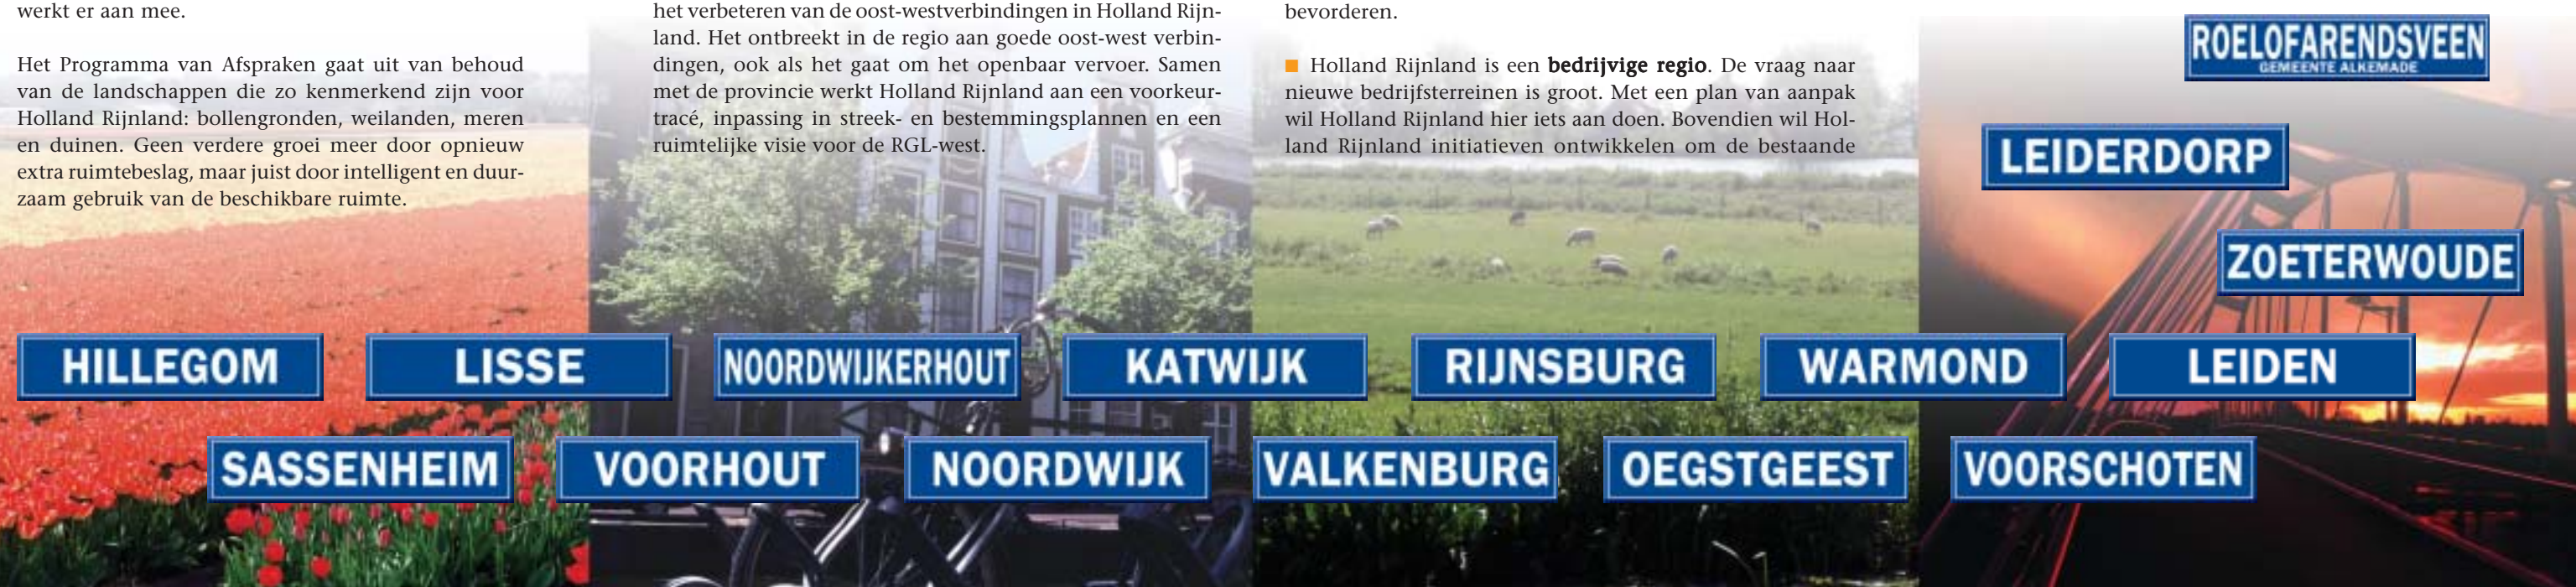 werkt er aan mee.
Het Programma van Afspraken gaat uit van behoud
van de landschappen die zo kenmerkend zijn voor
Holland Rijnland: bollengronden, weilanden, meren
en duinen. Geen verdere groei meer door opnieuw
extra ruimtebeslag, maar juist door intelligent en duur-
zaam gebruik van de beschikbare ruimte.
het verbeteren van de oost-westverbindingen in Holland Rijn-
land. Het ontbreekt in de regio aan goede oost-west verbin-
dingen, ook als het gaat om het openbaar vervoer. Samen
met de provincie werkt Holland Rijnland aan een voorkeur-
tracé, inpassing in streek- en bestemmingsplannen en een
ruimtelijke visie voor de RGL-west.
bevorderen.
■ Holland Rijnland is een bedrijvige regio. De vraag naar
nieuwe bedrijfsterreinen is groot. Met een plan van aanpak
wil Holland Rijnland hier iets aan doen. Bovendien wil Hol-
land Rijnland initiatieven ontwikkelen om de bestaande
ROELOFARENDSVEEN
GEMEENTE ALKEMADE
LEIDERDORP
ZOETERWOUDE
HILLEGOM
LISSE
NOORDWIJKERHOUT
KATWIJK
RIJNSBURG
WARMOND
LEIDEN
SASSENHEIM
VOORHOUT
NOORDWIJK
VALKENBURG
OEGSTGEEST
VOORSCHOTEN